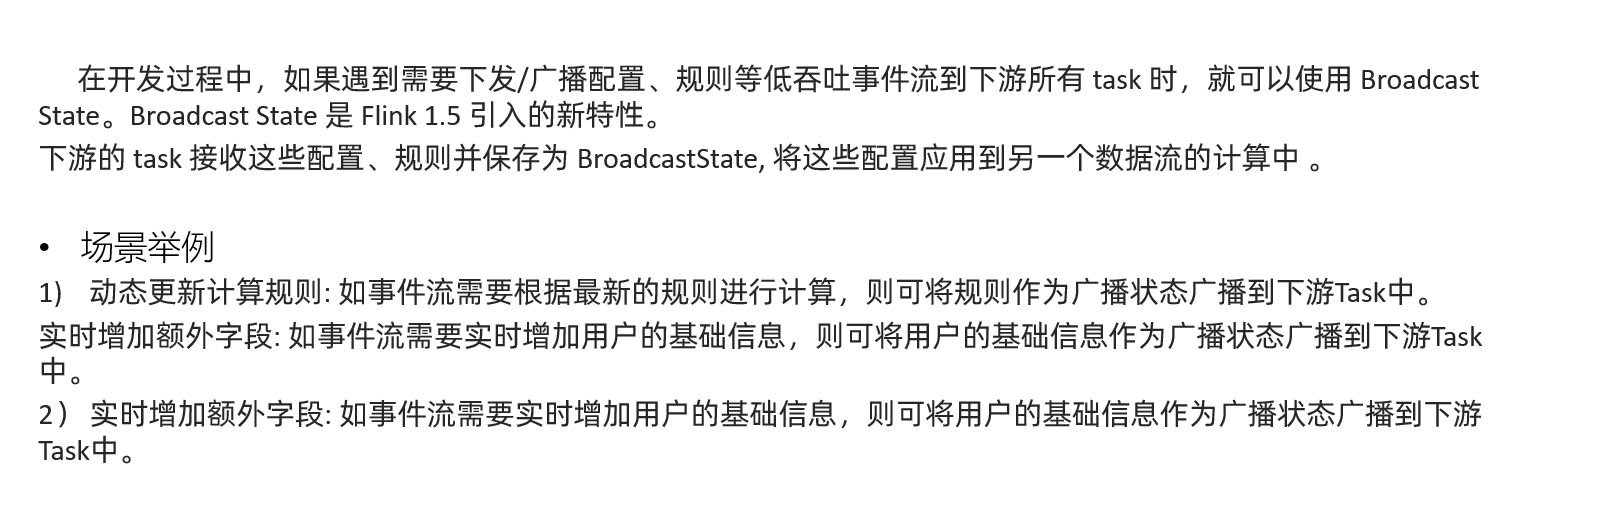 在开发过程中，如果遇到需要下发/广播配置、规则等低吞吐事件流到下游所有 task 时，就可以使用 Broadcast
State。Broadcast State 是 Flink 1.5 引入的新特性。
下游的 task 接收这些配置、规则并保存为 BroadcastState, 将这些配置应用到另一个数据流的计算中 。
• 场景举例
1) 动态更新计算规则: 如事件流需要根据最新的规则进行计算，则可将规则作为广播状态广播到下游Task中。
实时增加额外字段: 如事件流需要实时增加用户的基础信息，则可将用户的基础信息作为广播状态广播到下游Task
中。
2） 实时增加额外字段: 如事件流需要实时增加用户的基础信息，则可将用户的基础信息作为广播状态广播到下游
Task中。